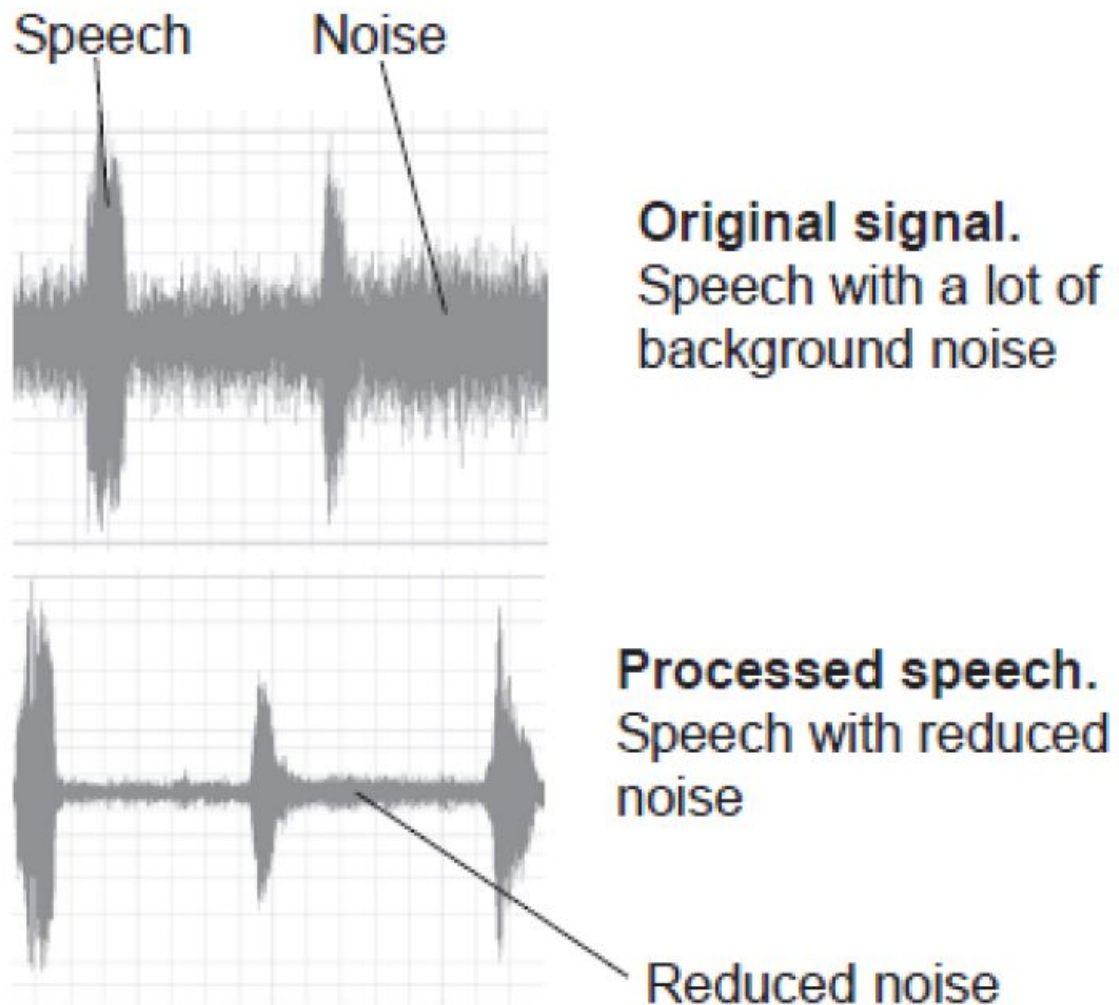 Speech Noise
Original signal.
Speech with a lot of
background noise
Processed speech.
Speech with reduced
noise
Reduced noise